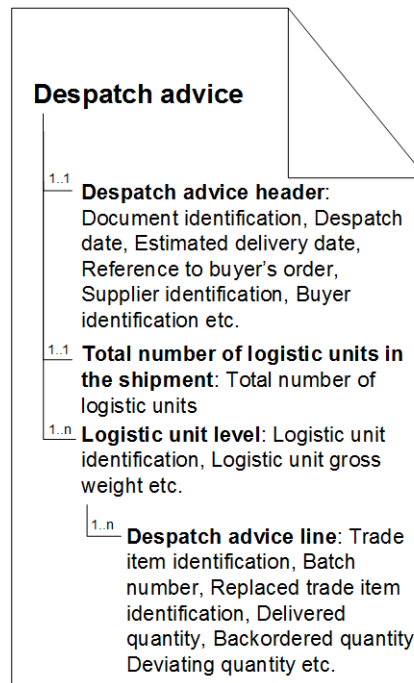 Despatch advice
1..1
Despatch advice header:
Document identification, Despatch
date, Estimated delivery date,
Reference to buyer's order,
Supplier identification, Buyer
identification etc.
1..1
Total number of logistic units in
the shipment: Total number of
logistic units
1..n
Logistic unit level: Logistic unit
identification, Logistic unit gross
weight etc.
1..n
Despatch advice line: Trade
item identification, Batch
number, Replaced trade item
identification, Delivered
quantity, Backordered quantity
Deviating quantity etc.